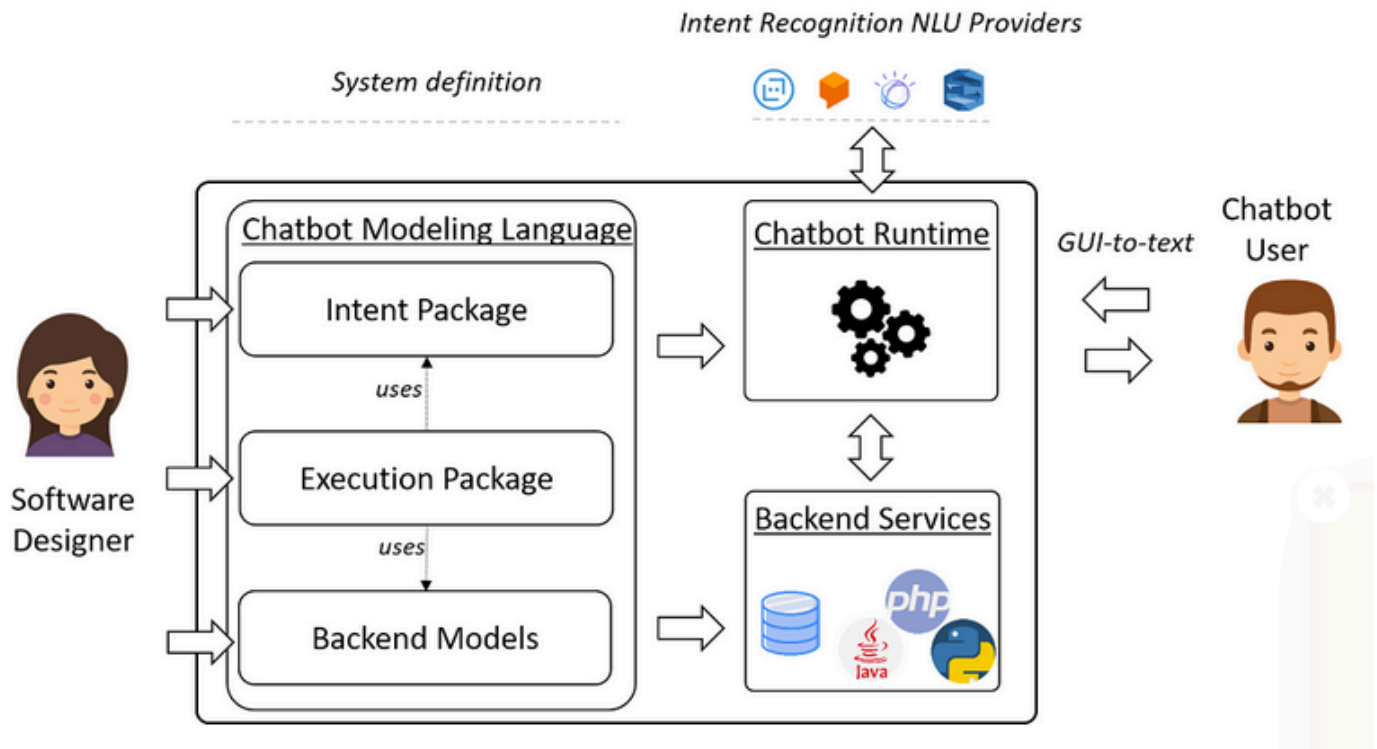 Intent Recognition NLU Providers
System definition
Chatbot Modeling Language
Intent Package
uses
Execution Package
uses
Backend Models
Software
Designer
Chatbot Runtime
Backend Services
php
Java
GUI-to-text
Chatbot
User